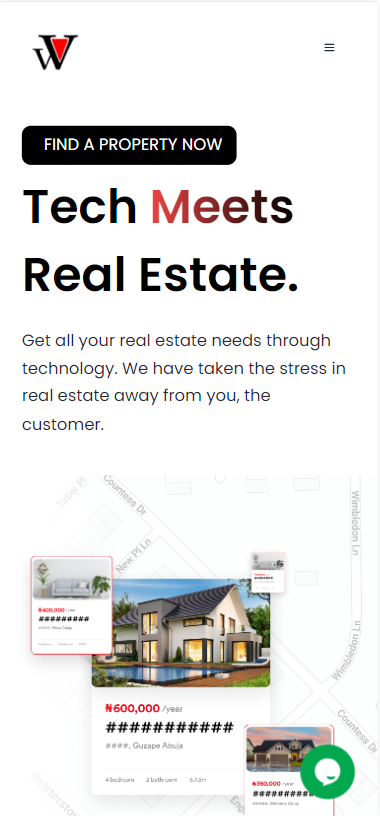 W
FIND A PROPERTY NOW
Tech Meets
Real Estate.
Get all your real estate needs through
technology. We have taken the stress in
real estate away from you, the
customer.
Countess Dr
Wimbledon Ln
New Pl Ln
₦400,000 /year
#########
₦600,000 /year
###########
####, Guzape Abuja
4 bedroom 2 bathroom
Wimbledon Ln
Countess Dr
₦350,000 /year